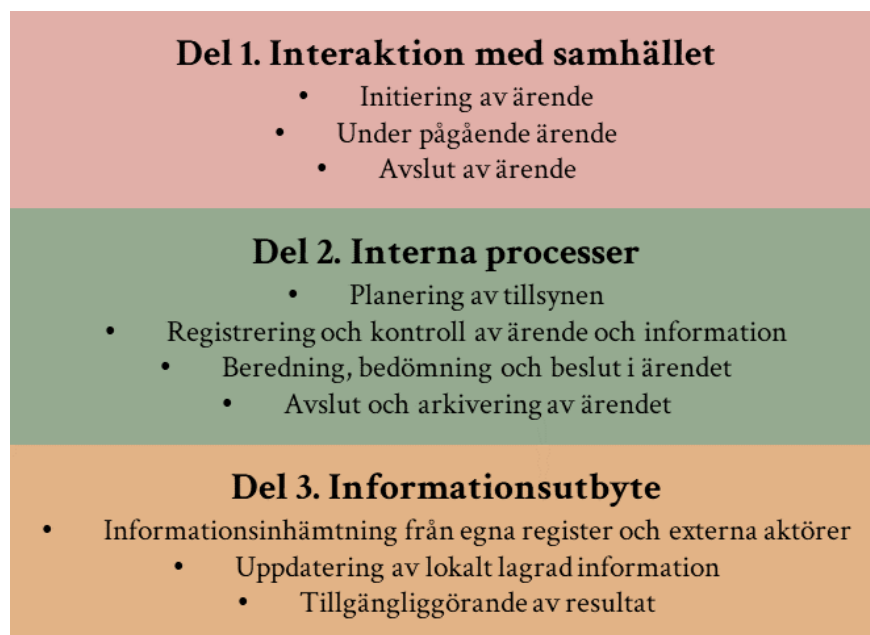 Del 1. Interaktion med samhället
• Initiering av ärende
• Under pågående ärende
• Avslut av ärende
Del 2. Interna processer
• Planering av tillsynen
• Registrering och kontroll av ärende och information
• Beredning, bedömning och beslut i ärendet
• Avslut och arkivering av ärendet
Del 3. Informationsutbyte
• Informationsinhämtning från egna register och externa aktörer
• Uppdatering av lokalt lagrad information
• Tillgängliggörande av resultat